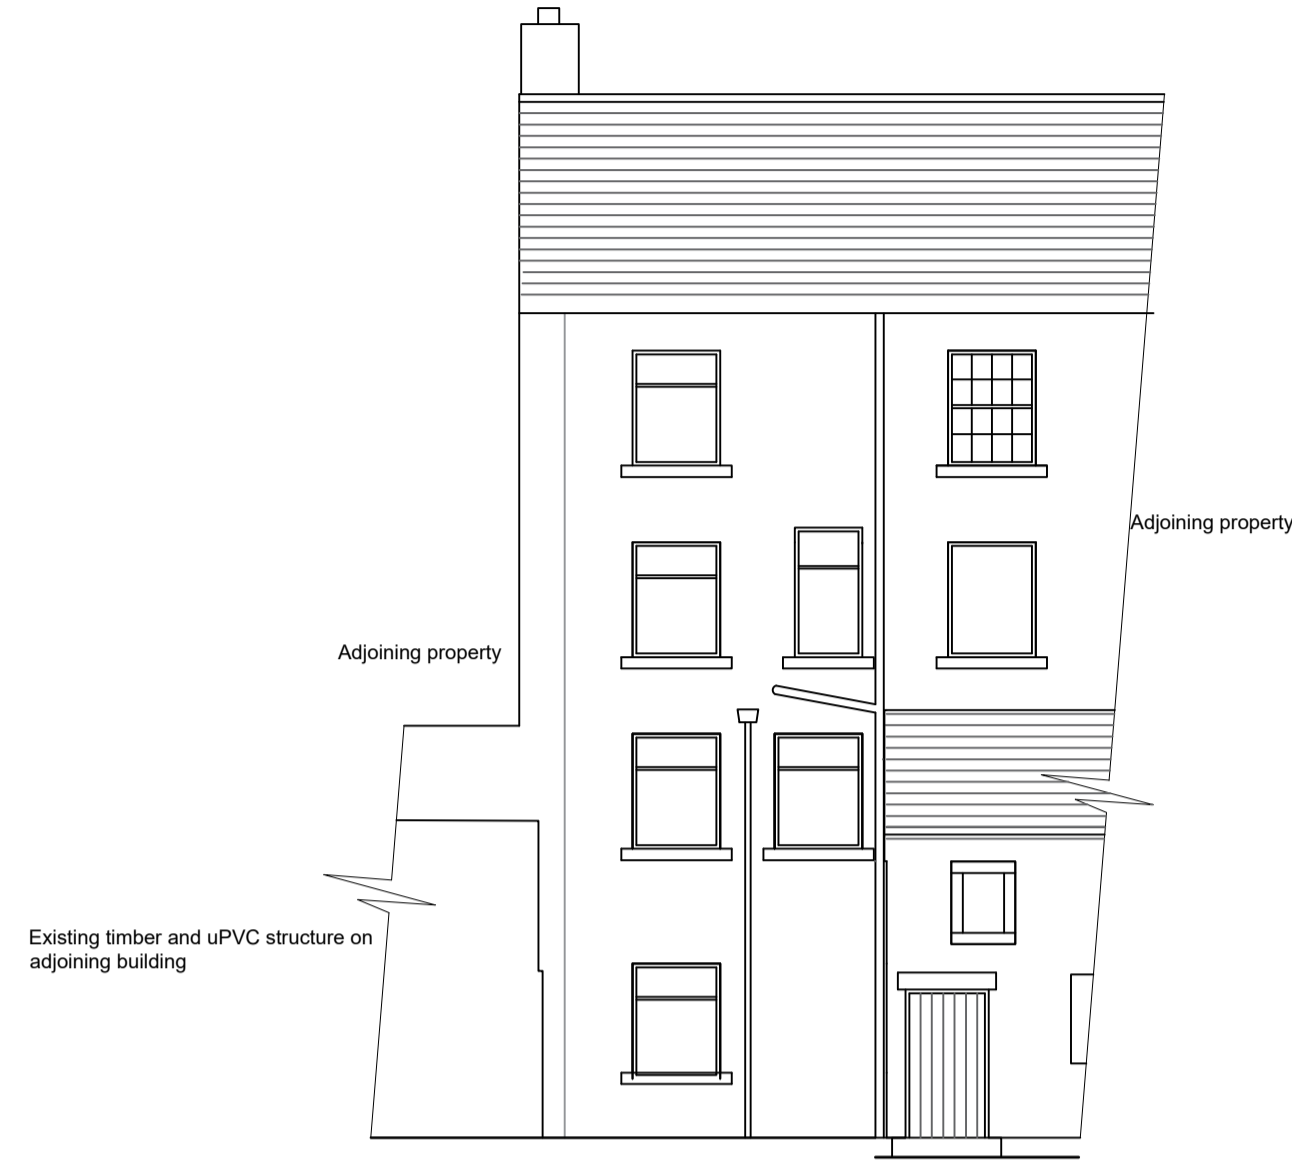 Adjoining property
Adjoining property
Existing timber and uPVC structure on
adjoining building